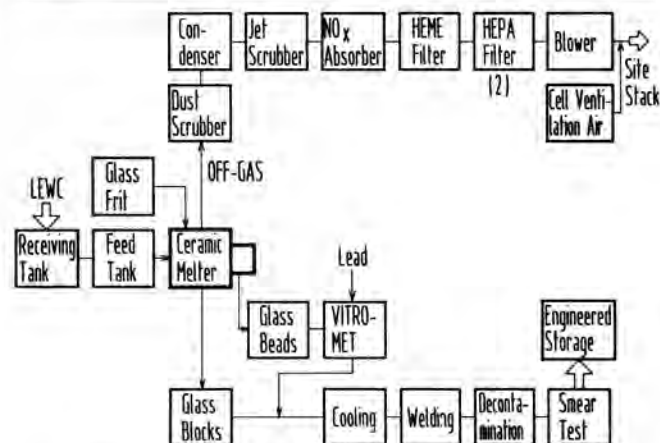 Con-
denser
Jet
Scrubber
NOx
Absorber
HEME
Filter
HEPA
Filter
(2)
Blower
Site
Stack
Cell Venti-
lation Air
Dust
Scrubber
OFF-GAS
LEWC
Glass
Frit
Receiving
Tank
Feed
Tank
Ceramic
Melter
Lead
Glass
Beads
VITRO-
MET
Engineered
Storage
Glass
Blocks
Cooling
Welding
Deconta-
mination
Smear
Test